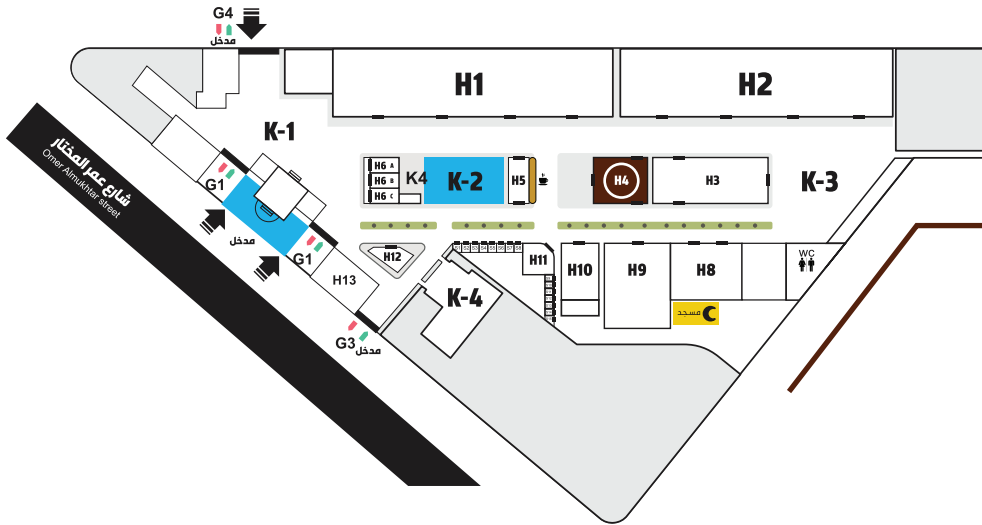 G4
مدخل
H1
H2
K-1
شارع عمر المختار
Omer Almukhtar street
H6 A
H6 B
H6 C
K4
K-2
H5
H4
H3
K-3
G1
مدخل
G1
H13
H12
H11
H10
H9
H8
WC
مسجد
K-4
G3
مدخل